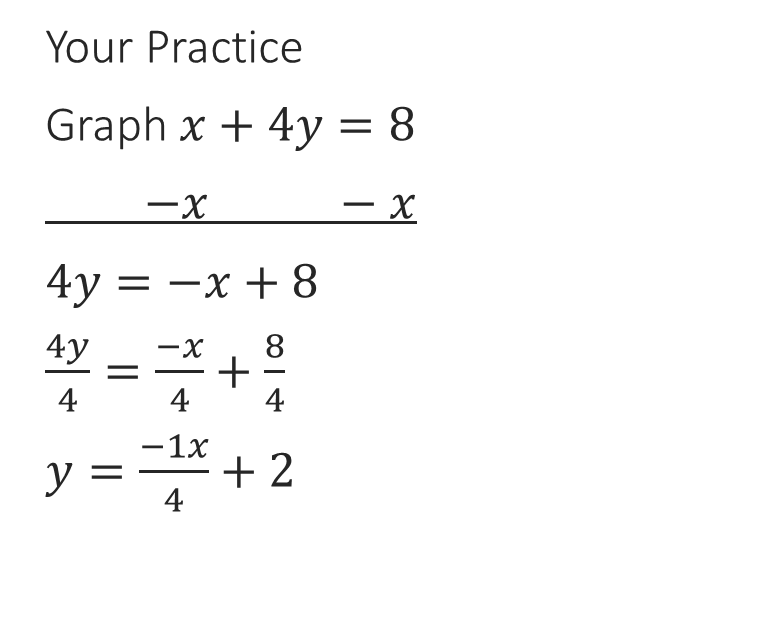 Your Practice
Graph x + 4y = 8
−x − x
4y = −x + 8
4y/4 = −x/4 + 8/4
y = −1x/4 + 2